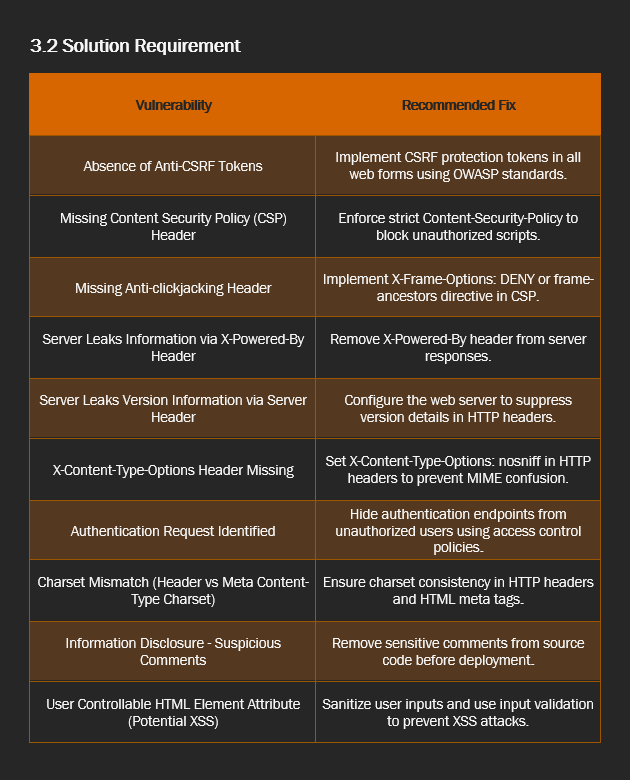 3.2 Solution Requirement
Vulnerability
Recommended Fix
Absence of Anti-CSRF Tokens
Implement CSRF protection tokens in all
web forms using OWASP standards.
Missing Content Security Policy (CSP)
Header
Enforce strict Content-Security-Policy to
block unauthorized scripts.
Missing Anti-clickjacking Header
Implement X-Frame-Options: DENY or frame-
ancestors directive in CSP.
Server Leaks Information via X-Powered-By
Header
Remove X-Powered-By header from server
responses.
Server Leaks Version Information via Server
Header
Configure the web server to suppress
version details in HTTP headers.
X-Content-Type-Options Header Missing
Set X-Content-Type-Options: nosniff in HTTP
headers to prevent MIME confusion.
Authentication Request Identified
Hide authentication endpoints from
unauthorized users using access control
policies.
Charset Mismatch (Header vs Meta Content-
Type Charset)
Ensure charset consistency in HTTP headers
and HTML meta tags.
Information Disclosure - Suspicious
Comments
Remove sensitive comments from source
code before deployment.
User Controllable HTML Element Attribute
(Potential XSS)
Sanitize user inputs and use input validation
to prevent XSS attacks.